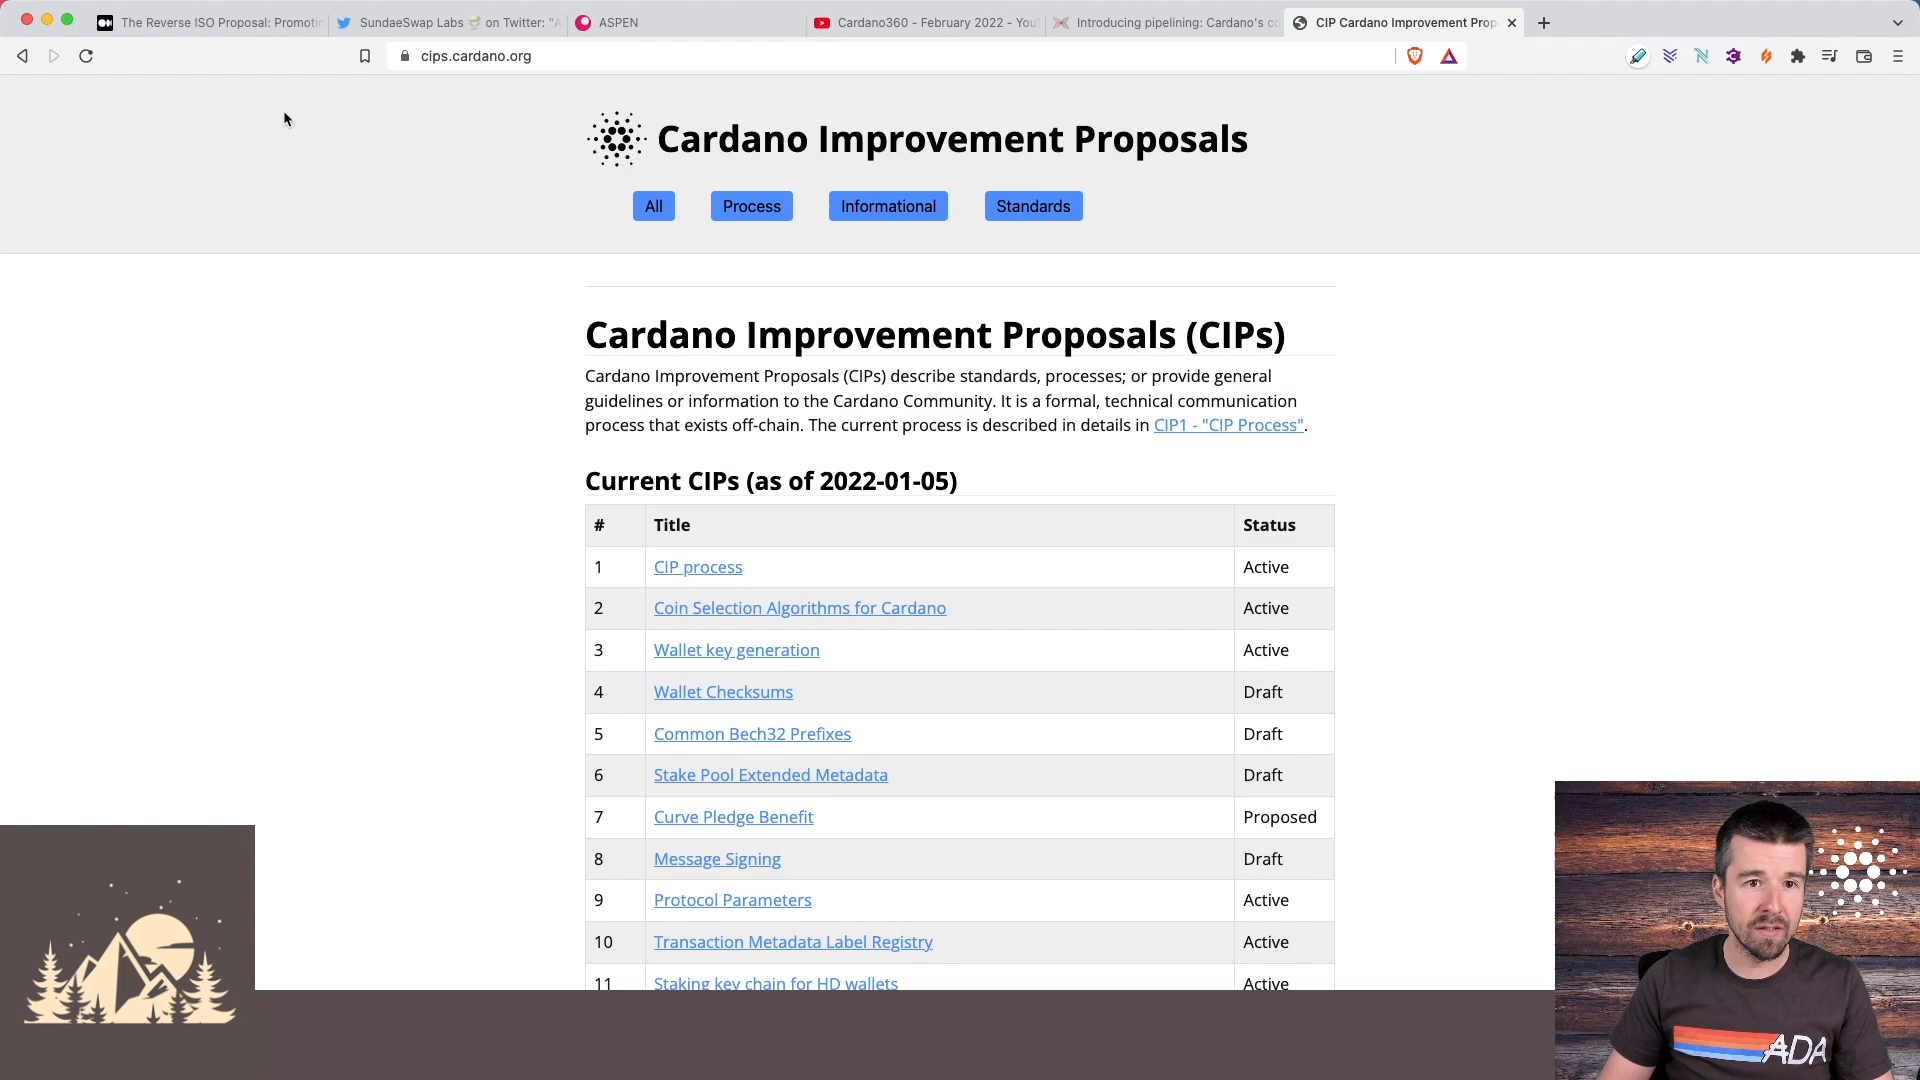 The Reverse ISO Proposal: Promotin
SundaeSwap Labs 🍨 on Twitter: "A
ASPEN
Cardano360 - February 2022 - You
Introducing pipelining: Cardano's co
CIP Cardano Improvement Prop
cips.cardano.org
Cardano Improvement Proposals
All
Process
Informational
Standards
Cardano Improvement Proposals (CIPs)
Cardano Improvement Proposals (CIPs) describe standards, processes; or provide general
guidelines or information to the Cardano Community. It is a formal, technical communication
process that exists off-chain. The current process is described in details in CIP1 - "CIP Process".
Current CIPs (as of 2022-01-05)
# Title Status
1 CIP process Active
2 Coin Selection Algorithms for Cardano Active
3 Wallet key generation Active
4 Wallet Checksums Draft
5 Common Bech32 Prefixes Draft
6 Stake Pool Extended Metadata Draft
7 Curve Pledge Benefit Proposed
8 Message Signing Draft
9 Protocol Parameters Active
10 Transaction Metadata Label Registry Active
11 Staking key chain for HD wallets Active
ADA